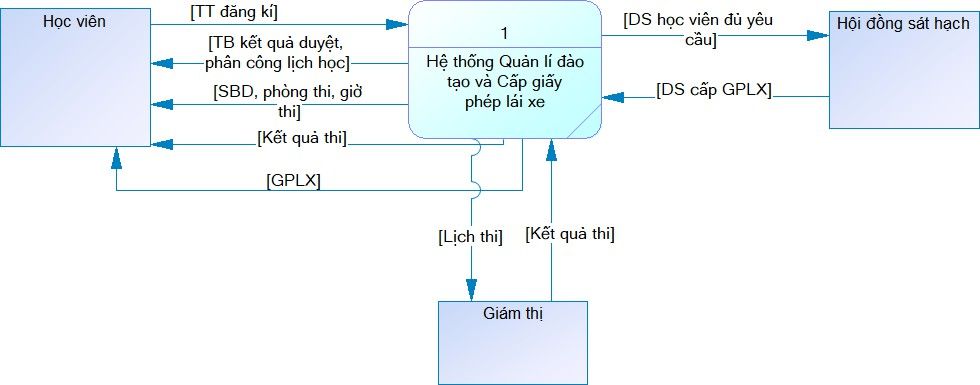 Học viên
[TT đăng kí]
[TB kết quả duyệt,
phân công lịch học]
[SBD, phòng thi, giờ
thi]
[Kết quả thi]
[GPLX]
1
Hệ thống Quản lí đào
tạo và Cấp giấy
phép lái xe
[DS học viên đủ yêu
cầu]
[DS cấp GPLX]
Hội đồng sát hạch
[Lịch thi]
[Kết quả thi]
Giám thị